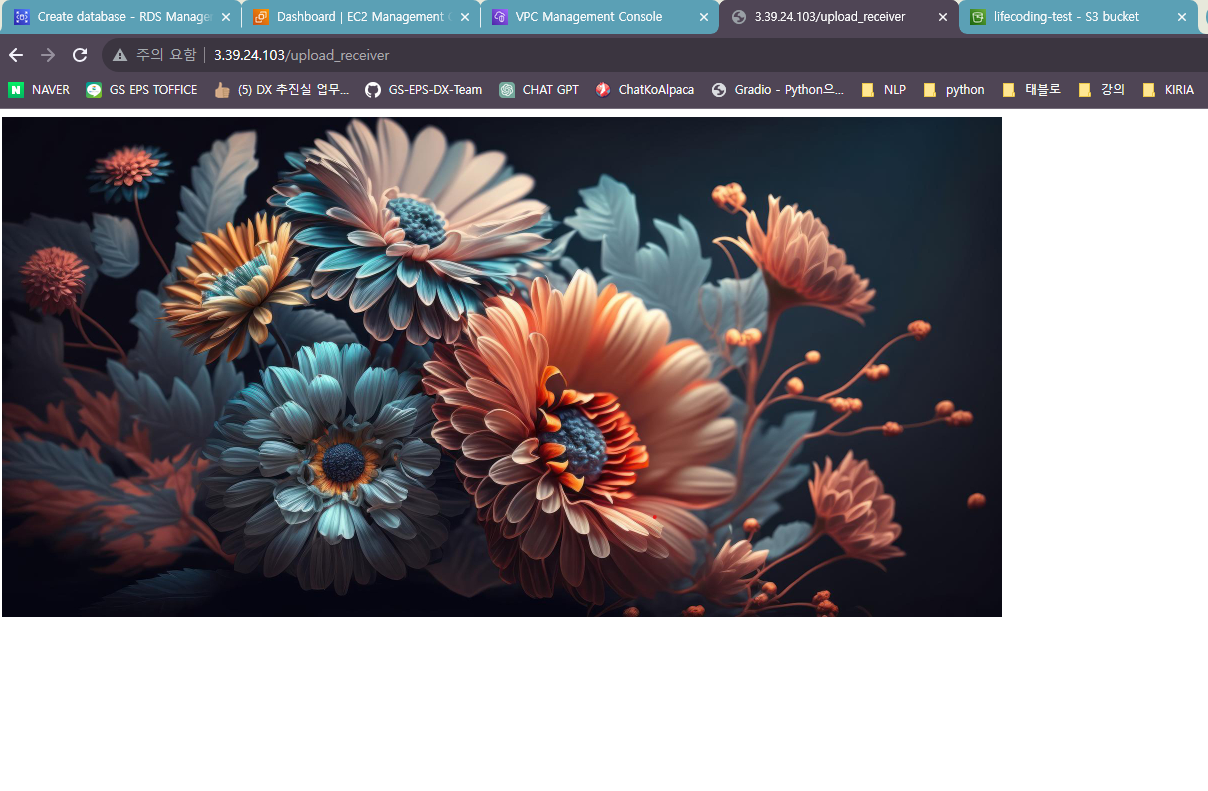 Create database - RDS Manage
Dashboard | EC2 Management C
VPC Management Console
3.39.24.103/upload_receiver
lifecoding-test - S3 bucket
주의 요함
3.39.24.103/upload_receiver
N NAVER
GS EPS TOFFICE
(5) DX 추진실 업무...
GS-EPS-DX-Team
CHAT GPT
ChatKoAlpaca
Gradio - Python으...
NLP
python
태블로
강의
KIRIA